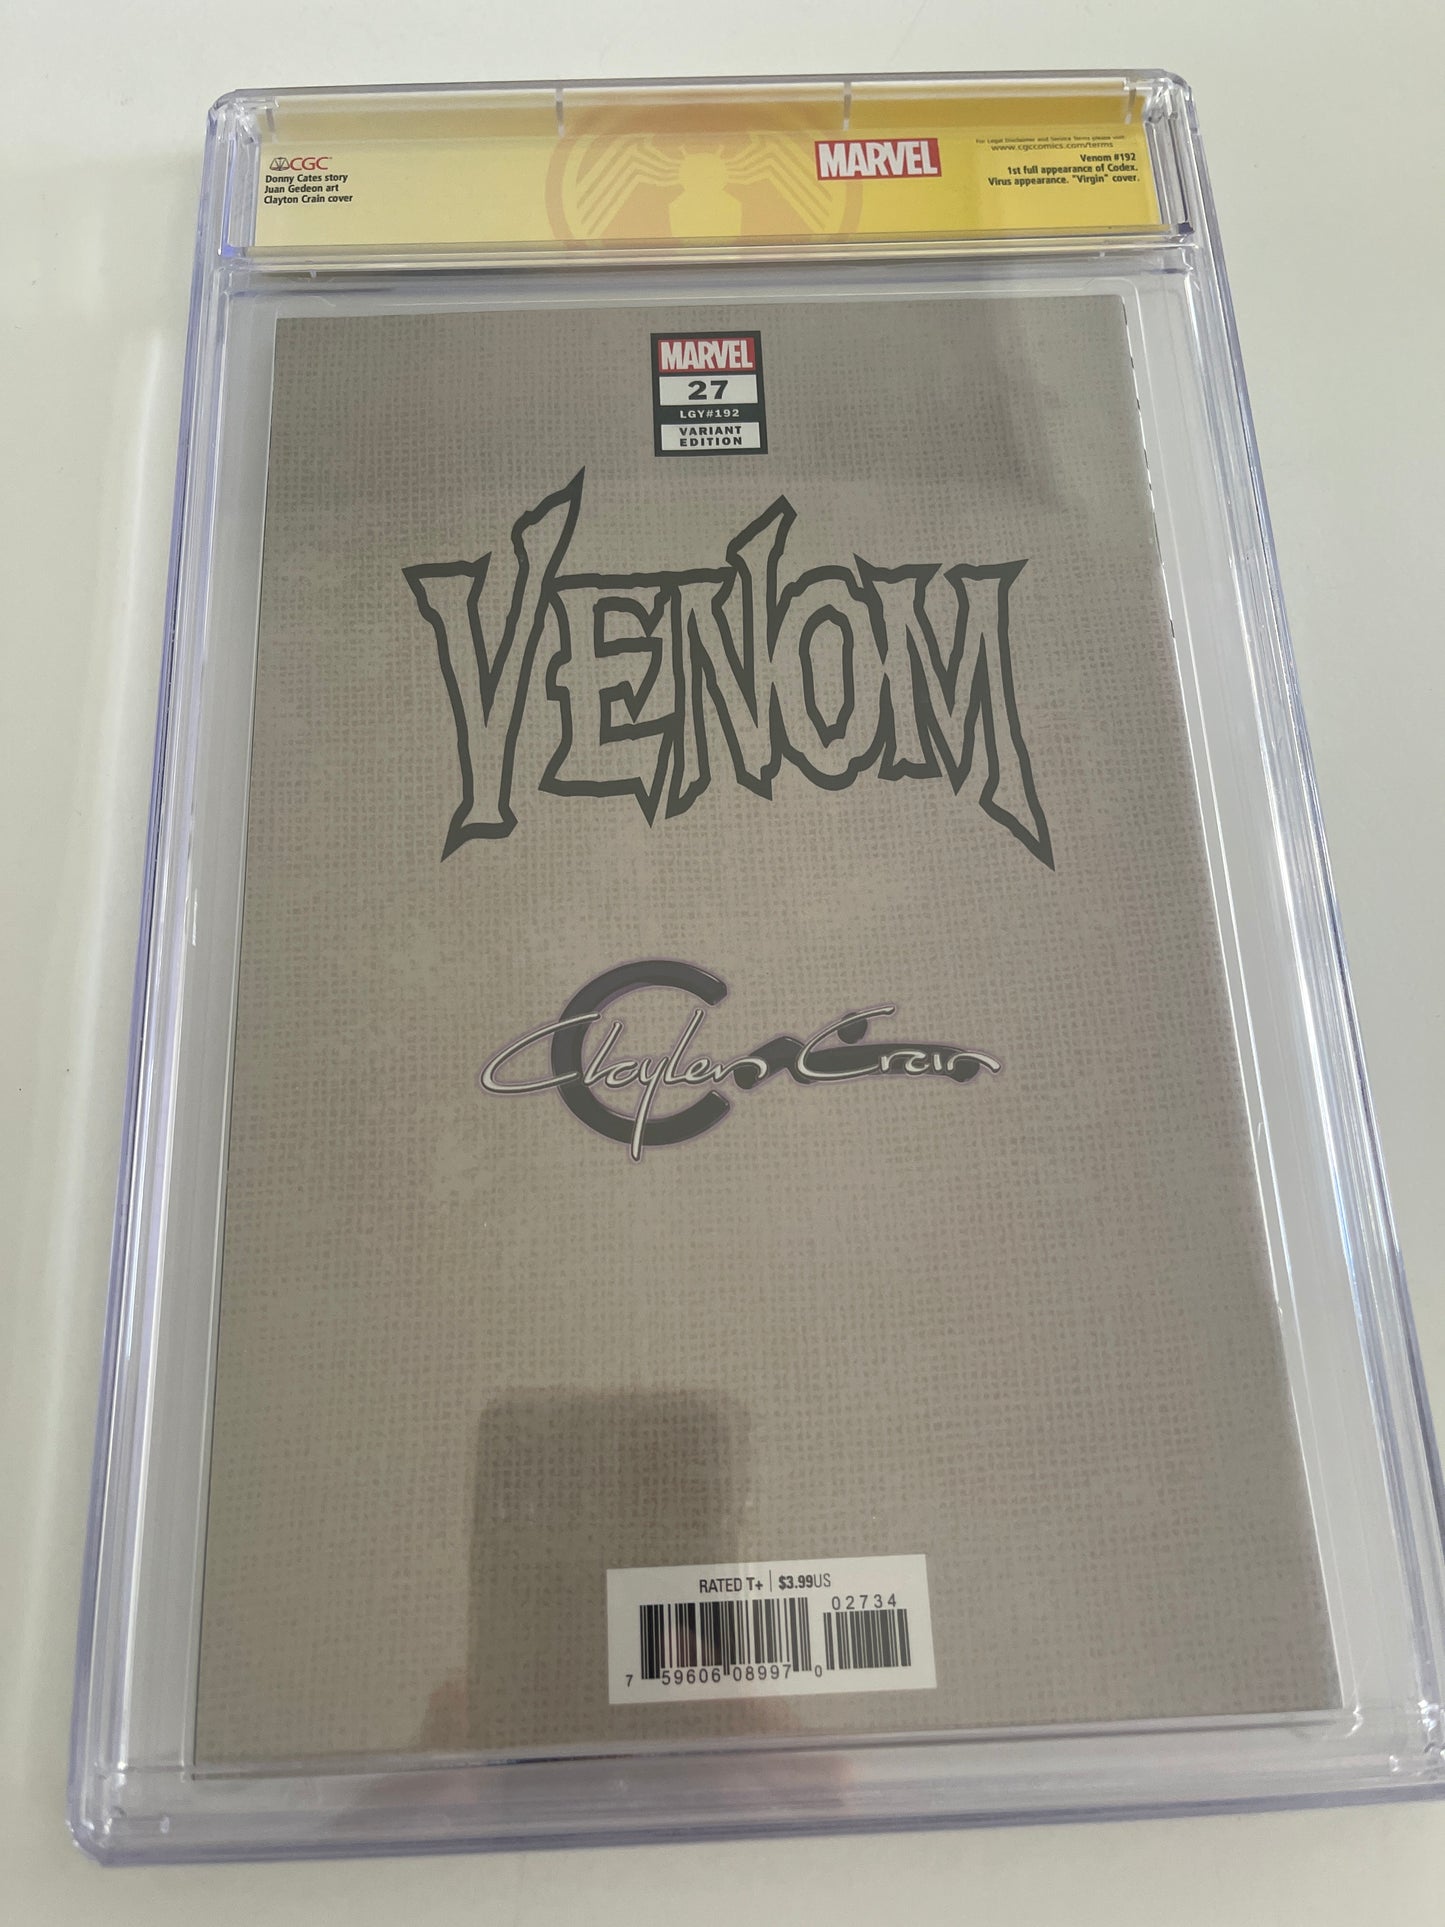 CGC
Donny Cates story
Juan Gedeon art
Clayton Crain cover
MARVEL
For Legal Disclaimer and Service Terms please visit:
www.cgccomics.com/terms
Venom #192
1st full appearance of Codex.
Virus appearance. "Virgin" cover.
MARVEL
27
LGY#192
VARIANT
EDITION
VENOM
Clayton Crain
RATED T+ | $3.99US
02734
7 59606 08997 0